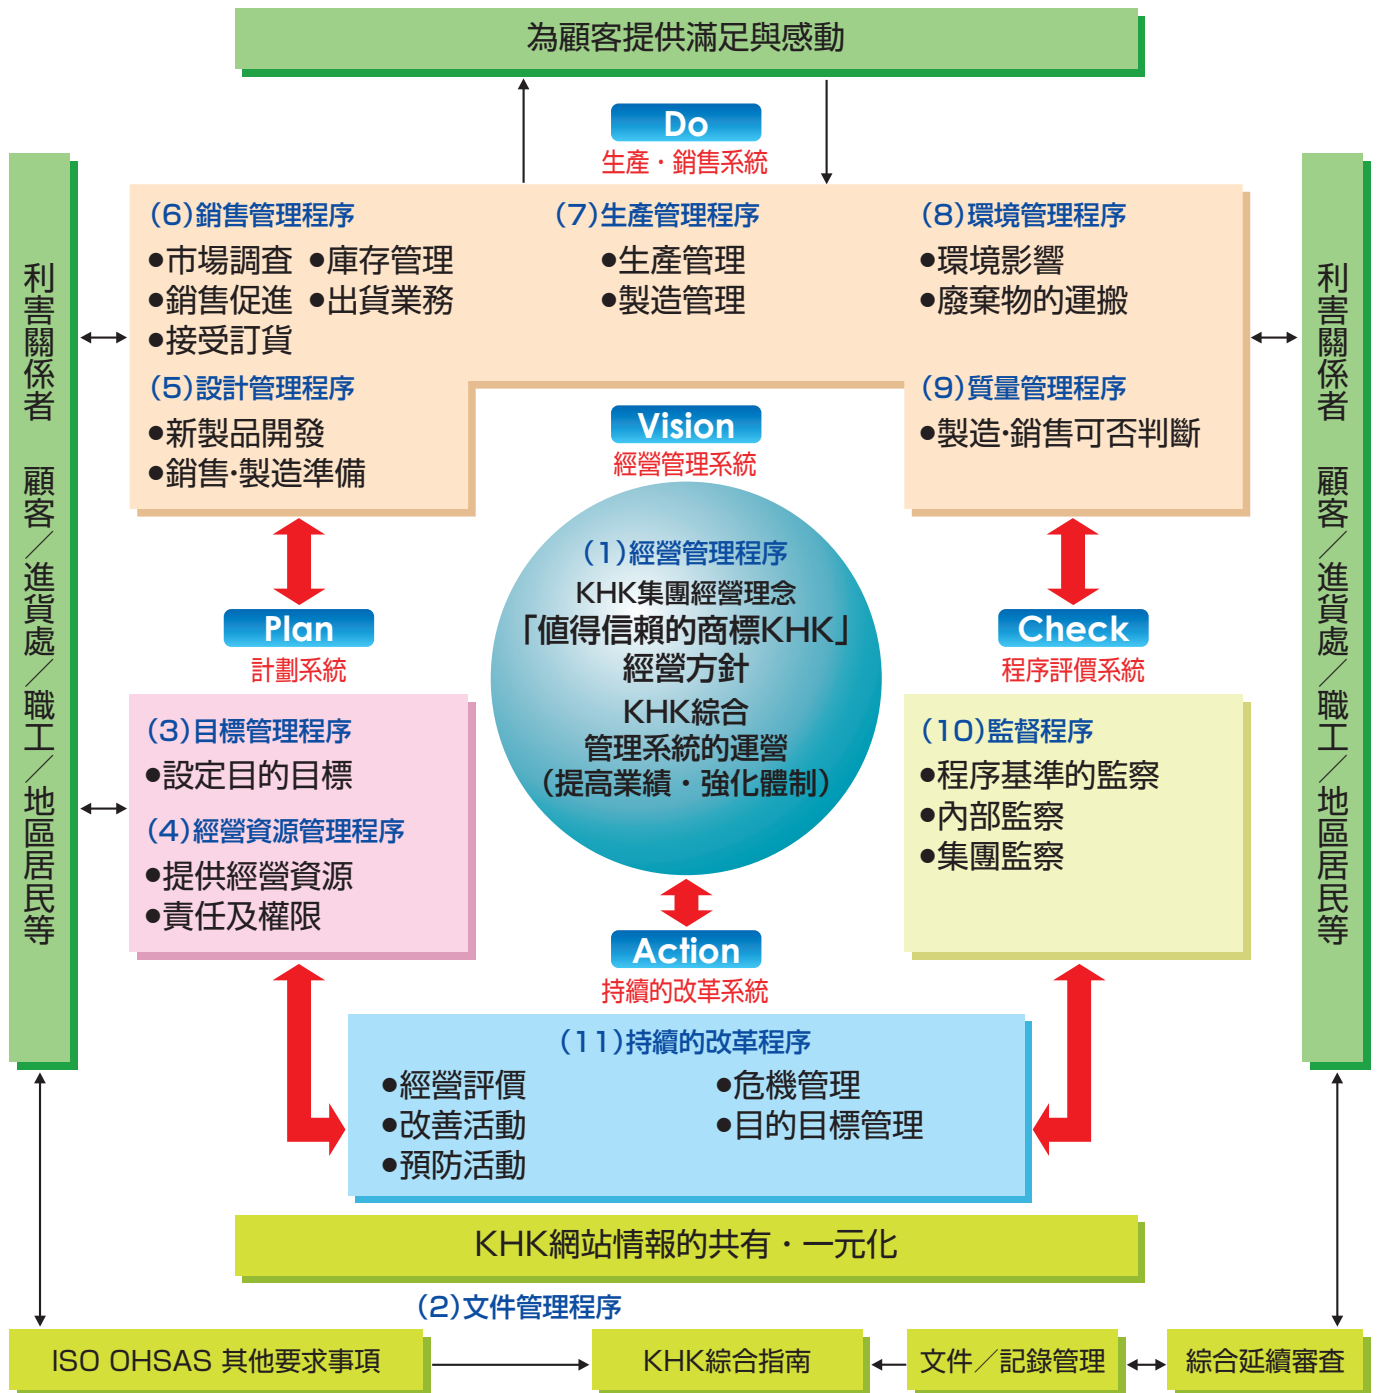 為顧客提供滿足與感動
Do
生產・銷售系統
利害關係者 顧客／進貨處／職工／地區居民等
(6)銷售管理程序
●市場調查 ●庫存管理
●銷售促進 ●出貨業務
●接受訂貨
(5)設計管理程序
●新製品開發
●銷售·製造準備
(7)生產管理程序
●生產管理
●製造管理
(8)環境管理程序
●環境影響
●廢棄物的運搬
(9)質量管理程序
●製造·銷售可否判斷
利害關係者 顧客／進貨處／職工／地區居民等
Vision
經營管理系統
(1)經營管理程序
KHK集團經營理念
「値得信賴的商標KHK」
經營方針
KHK綜合
管理系統的運營
(提高業績・強化體制)
Plan
計劃系統
(3)目標管理程序
●設定目的目標
(4)經營資源管理程序
●提供經營資源
●責任及權限
Check
程序評價系統
(10)監督程序
●程序基準的監察
●內部監察
●集團監察
Action
持續的改革系統
(11)持續的改革程序
●經營評價
●改善活動
●預防活動
●危機管理
●目的目標管理
KHK網站情報的共有・一元化
(2)文件管理程序
ISO OHSAS 其他要求事項
KHK綜合指南
文件／記錄管理
綜合延續審查